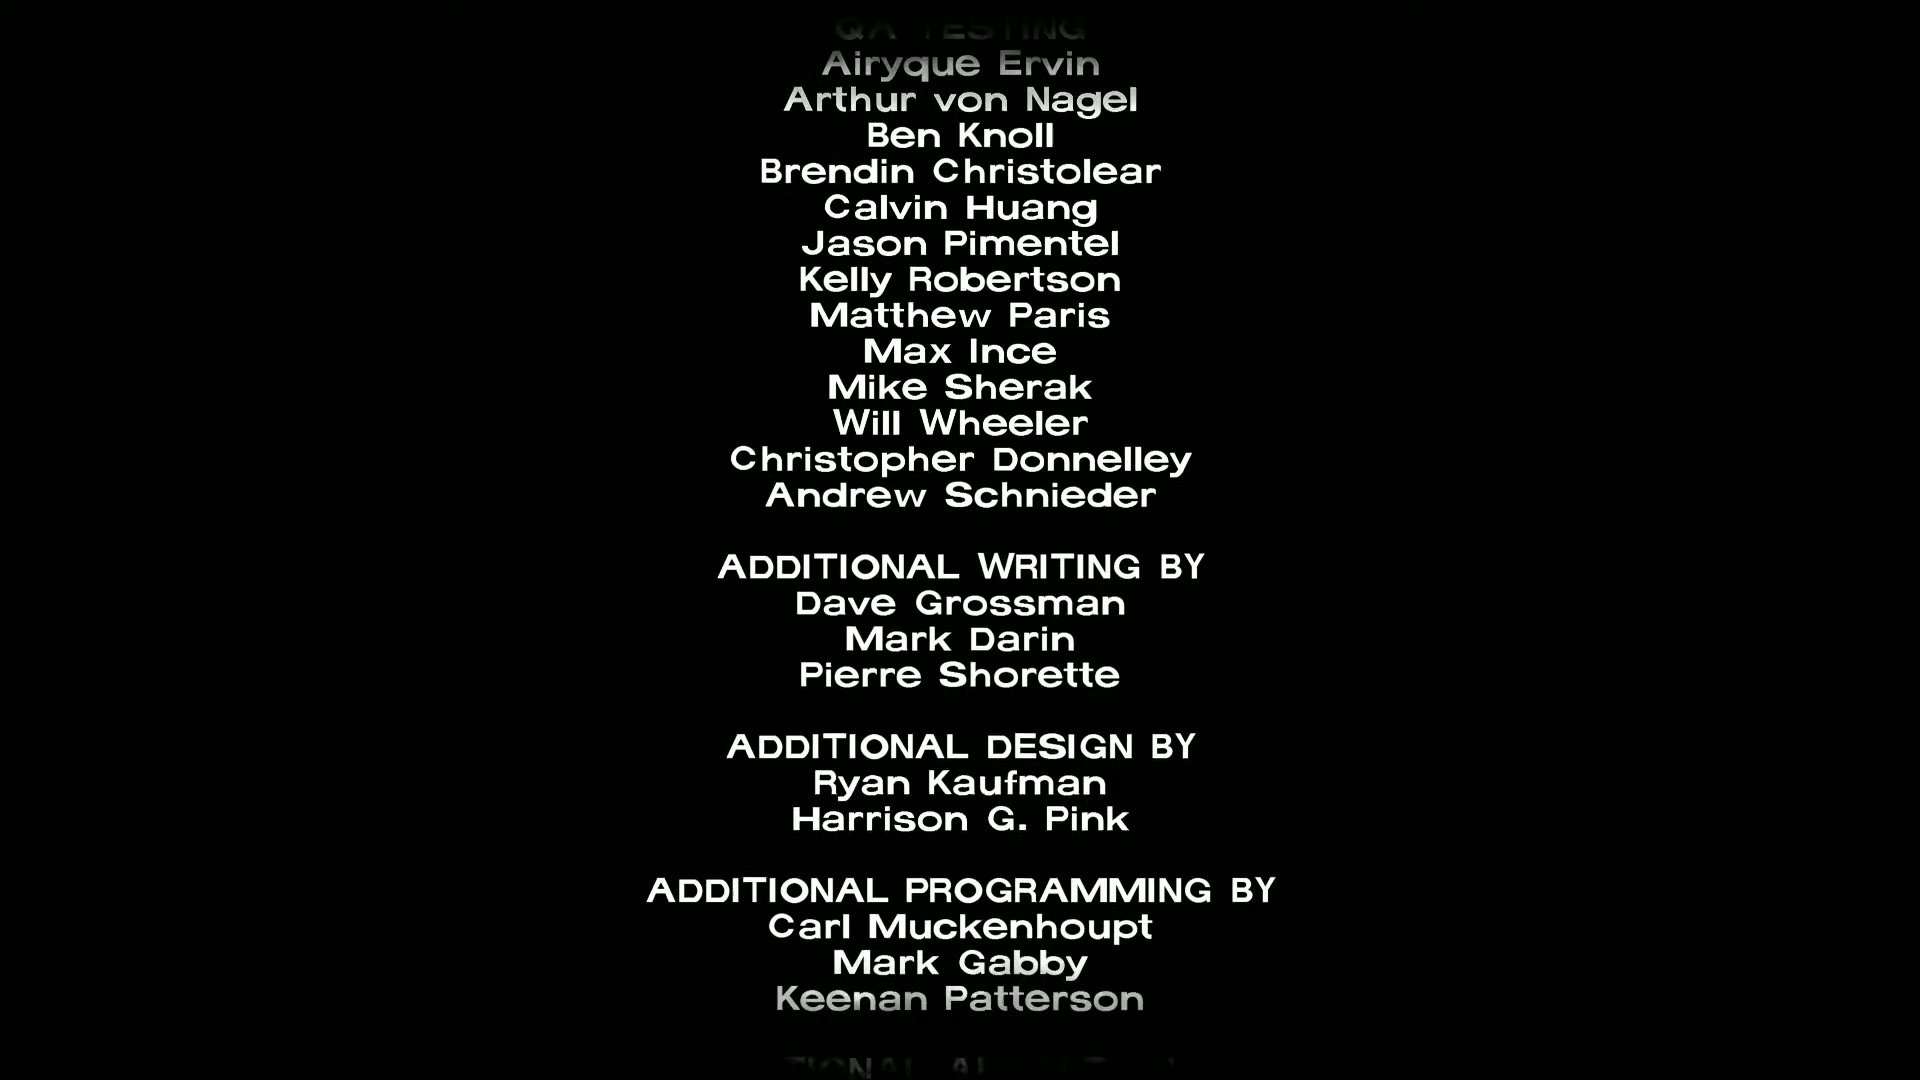 QA TESTING
Airyque Ervin
Arthur von Nagel
Ben Knoll
Brendin Christolear
Calvin Huang
Jason Pimentel
Kelly Robertson
Matthew Paris
Max Ince
Mike Sherak
Will Wheeler
Christopher Donnelley
Andrew Schnieder
ADDITIONAL WRITING BY
Dave Grossman
Mark Darin
Pierre Shorette
ADDITIONAL DESIGN BY
Ryan Kaufman
Harrison G. Pink
ADDITIONAL PROGRAMMING BY
Carl Muckenhoupt
Mark Gabby
Keenan Patterson